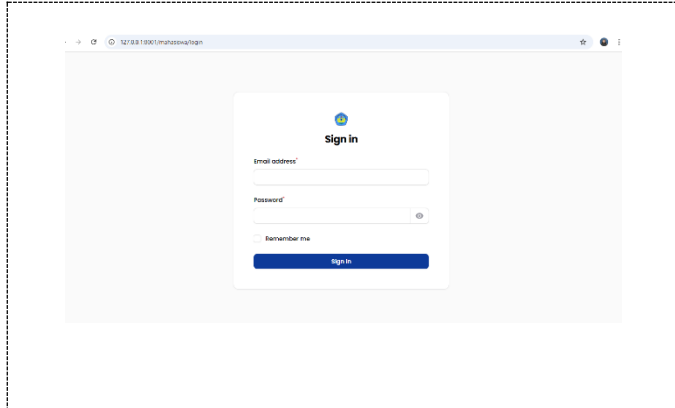 127.0.0.1:8001/mahasiswa/login
Sign in
Email address*
Password*
Remember me
Sign in